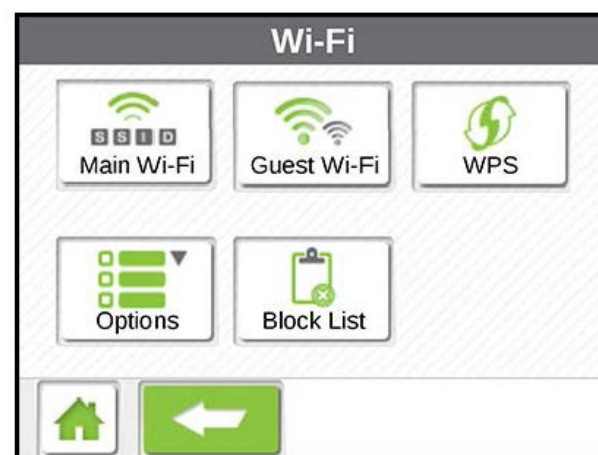 Wi-Fi
SSID
Main Wi-Fi
Guest Wi-Fi
WPS
Options
Block List